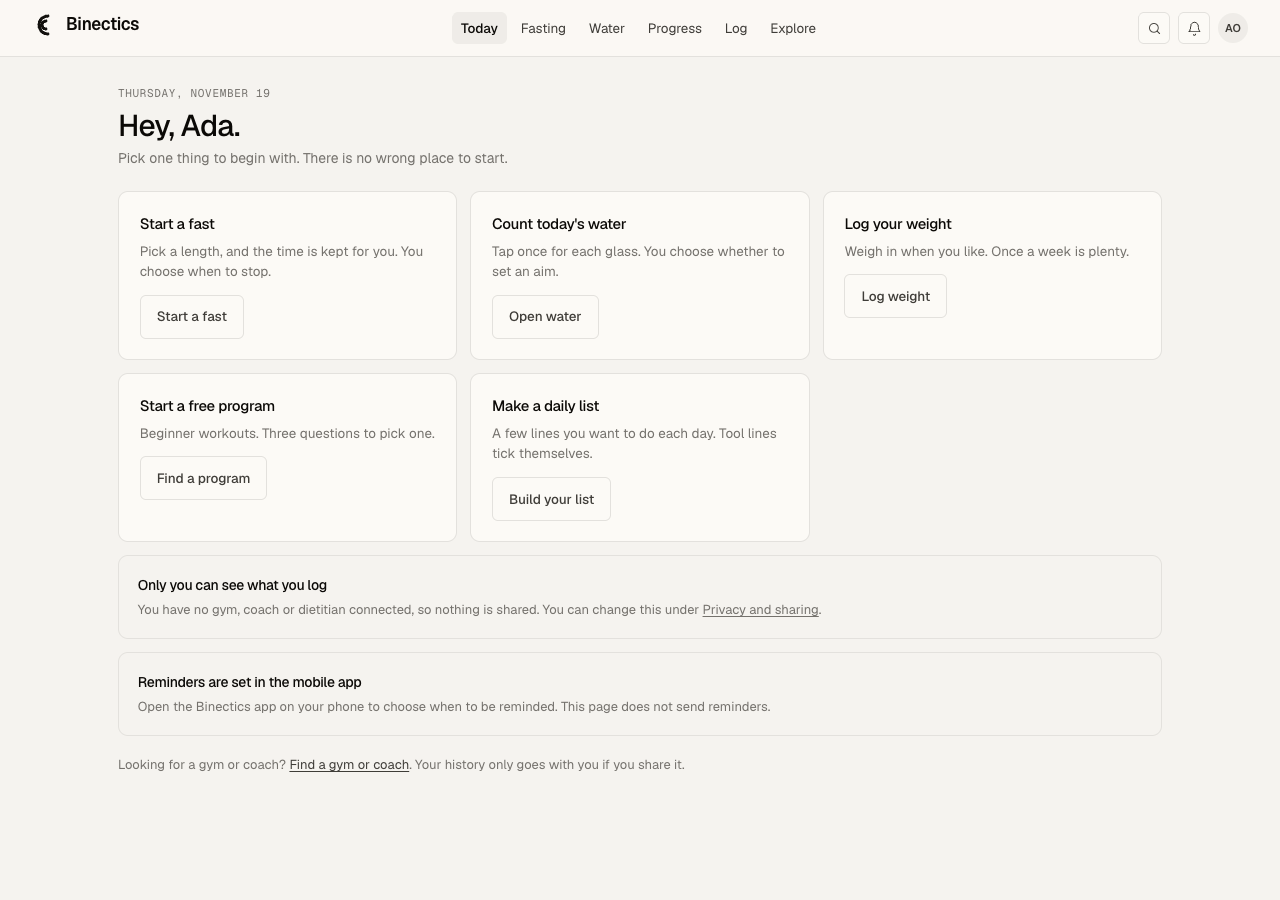 Binectics
Today
Fasting
Water
Progress
Log
Explore
AO
THURSDAY, NOVEMBER 19
Hey, Ada.
Pick one thing to begin with. There is no wrong place to start.
Start a fast
Pick a length, and the time is kept for you. You
choose when to stop.
Start a fast
Count today's water
Tap once for each glass. You choose whether to
set an aim.
Open water
Log your weight
Weigh in when you like. Once a week is plenty.
Log weight
Start a free program
Beginner workouts. Three questions to pick one.
Find a program
Make a daily list
A few lines you want to do each day. Tool lines
tick themselves.
Build your list
Only you can see what you log
You have no gym, coach or dietitian connected, so nothing is shared. You can change this under Privacy and sharing.
Reminders are set in the mobile app
Open the Binectics app on your phone to choose when to be reminded. This page does not send reminders.
Looking for a gym or coach? Find a gym or coach. Your history only goes with you if you share it.